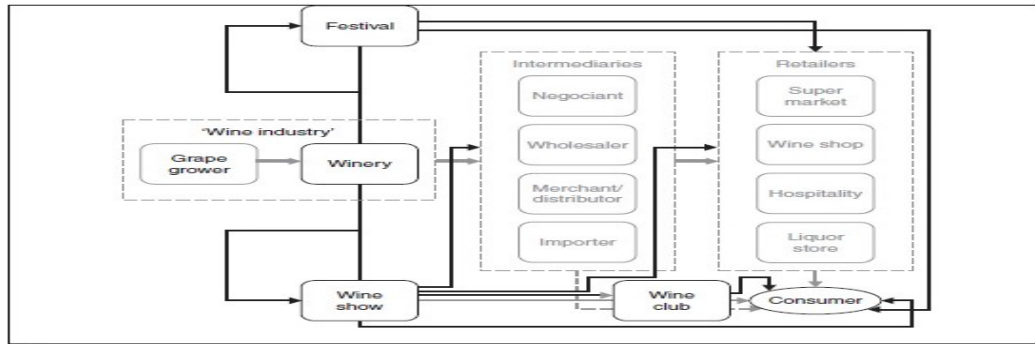 Festival
Intermediaries
Retailers
Negociant
Super
market
'Wine industry'
Grape
grower
Winery
Wholesaler
Wine shop
Merchant/
distributor
Hospitality
Importer
Liquor
store
Wine
show
Wine
club
Consumer